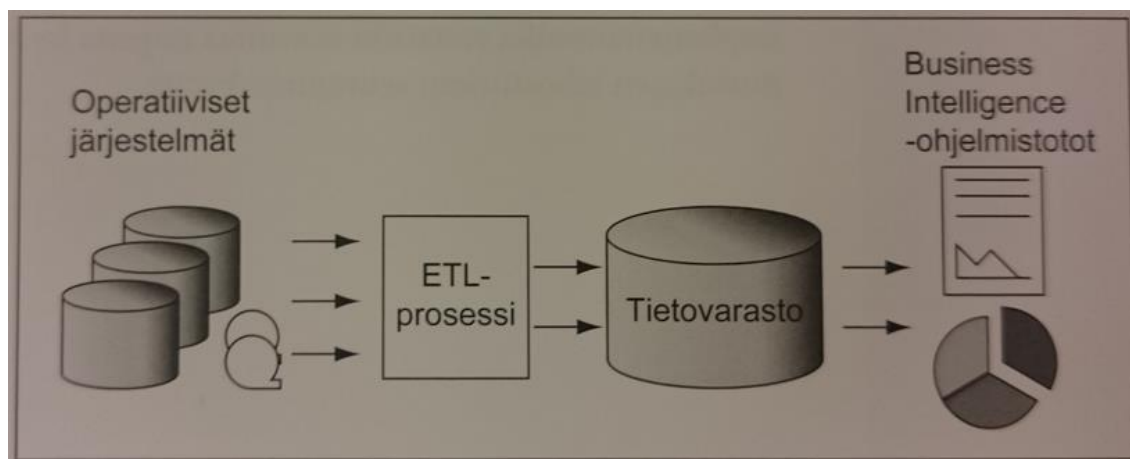 Operatiiviset
järjestelmät
ETL-
prosessi
Tietovarasto
Business
Intelligence
-ohjelmistotot